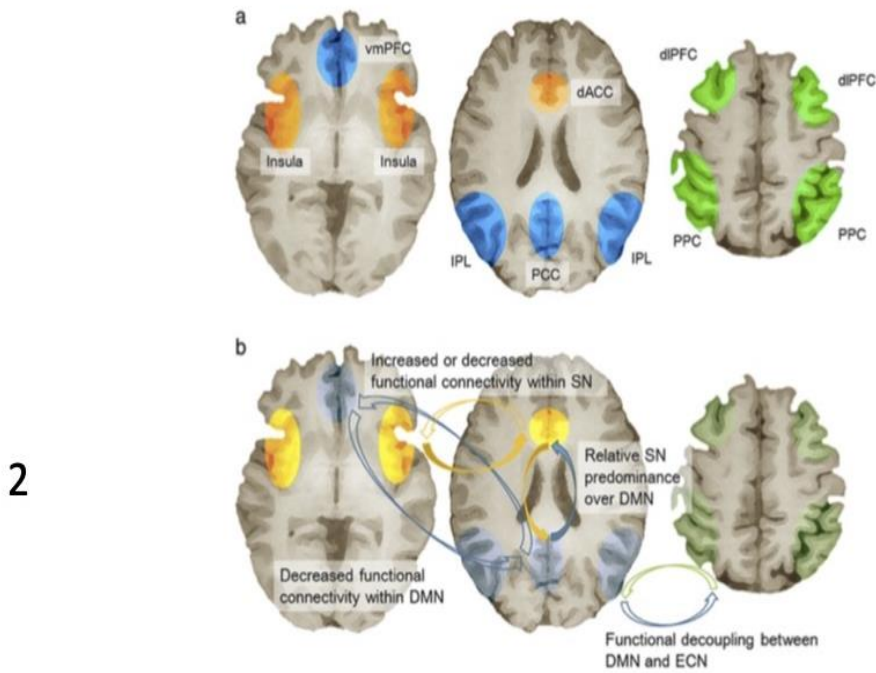 a
vmPFC
Insula
Insula
dACC
IPL
PCC
IPL
dlPFC
dlPFC
PPC
PPC
b
Increased or decreased
functional connectivity within SN
Relative SN
predominance
over DMN
Decreased functional
connectivity within DMN
Functional decoupling between
DMN and ECN
2